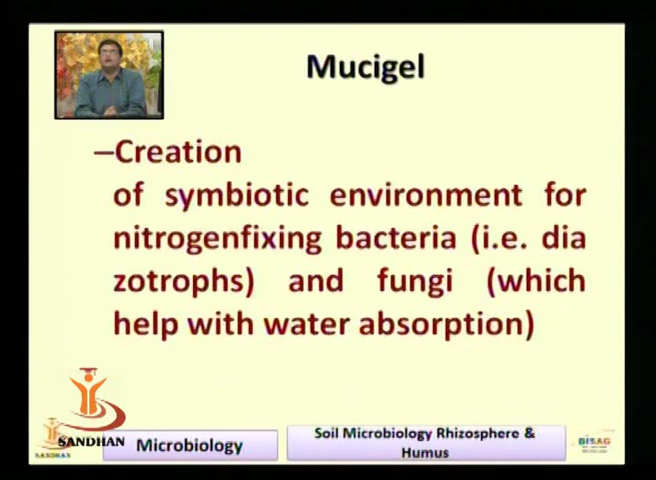 Mucigel
–Creation
of symbiotic environment for
nitrogenfixing bacteria (i.e. dia
zotrophs) and fungi (which
help with water absorption)
SANDHAN
SANDHAN
Microbiology
Soil Microbiology Rhizosphere &
Humus
BISAG